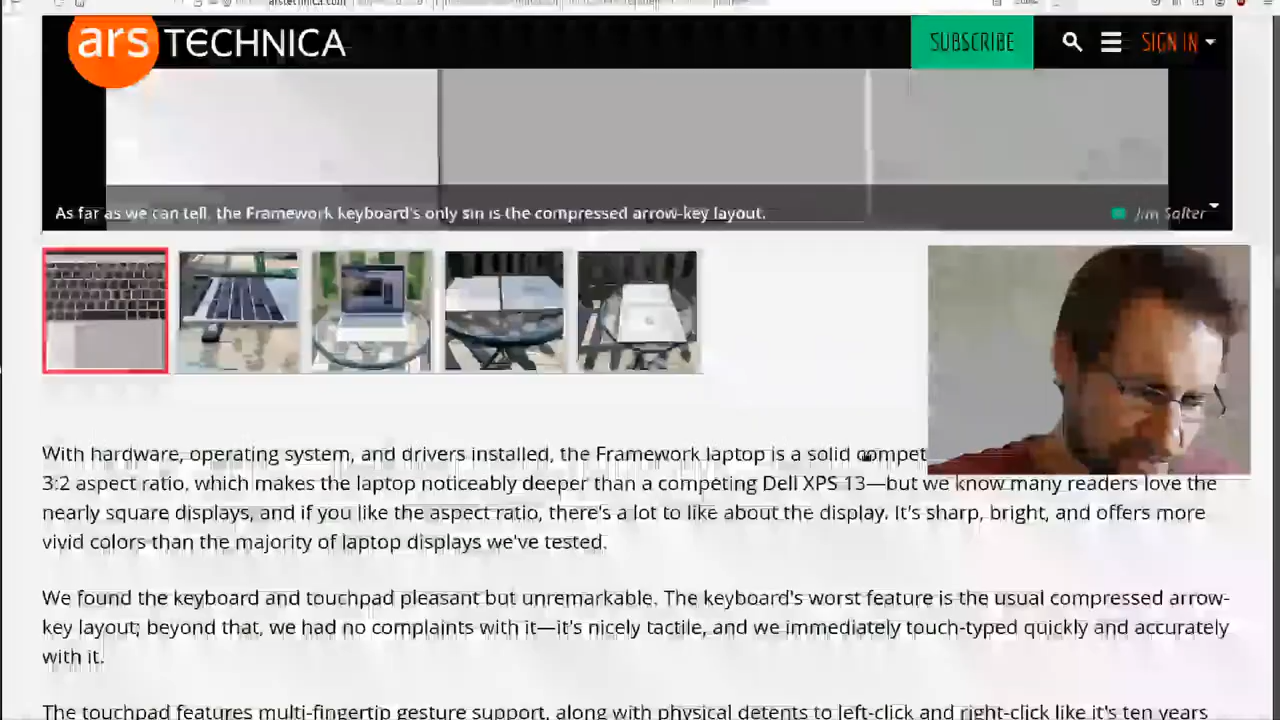 arstechnica.com
ars TECHNICA
SUBSCRIBE
SIGN IN
As far as we can tell, the Framework keyboard's only sin is the compressed arrow-key layout.
Jim Salter
With hardware, operating system, and drivers installed, the Framework laptop is a solid compet
3:2 aspect ratio, which makes the laptop noticeably deeper than a competing Dell XPS 13—but we know many readers love the
nearly square displays, and if you like the aspect ratio, there's a lot to like about the display. It's sharp, bright, and offers more
vivid colors than the majority of laptop displays we've tested.
We found the keyboard and touchpad pleasant but unremarkable. The keyboard's worst feature is the usual compressed arrow-
key layout; beyond that, we had no complaints with it—it's nicely tactile, and we immediately touch-typed quickly and accurately
with it.
The touchpad features multi-fingertip gesture support, along with physical detents to left-click and right-click like it's ten years